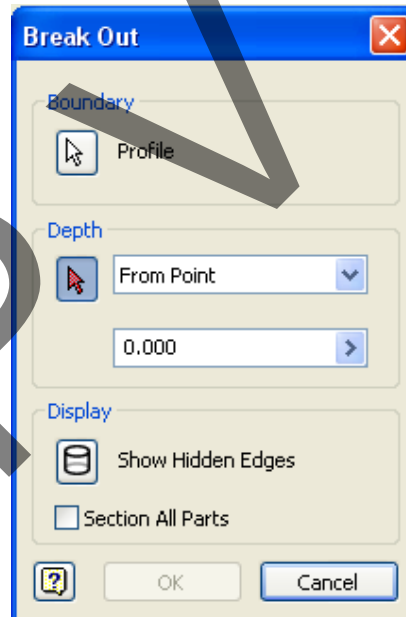 Break Out
Boundary
Profile
Depth
From Point
0.000
Display
Show Hidden Edges
Section All Parts
OK
Cancel